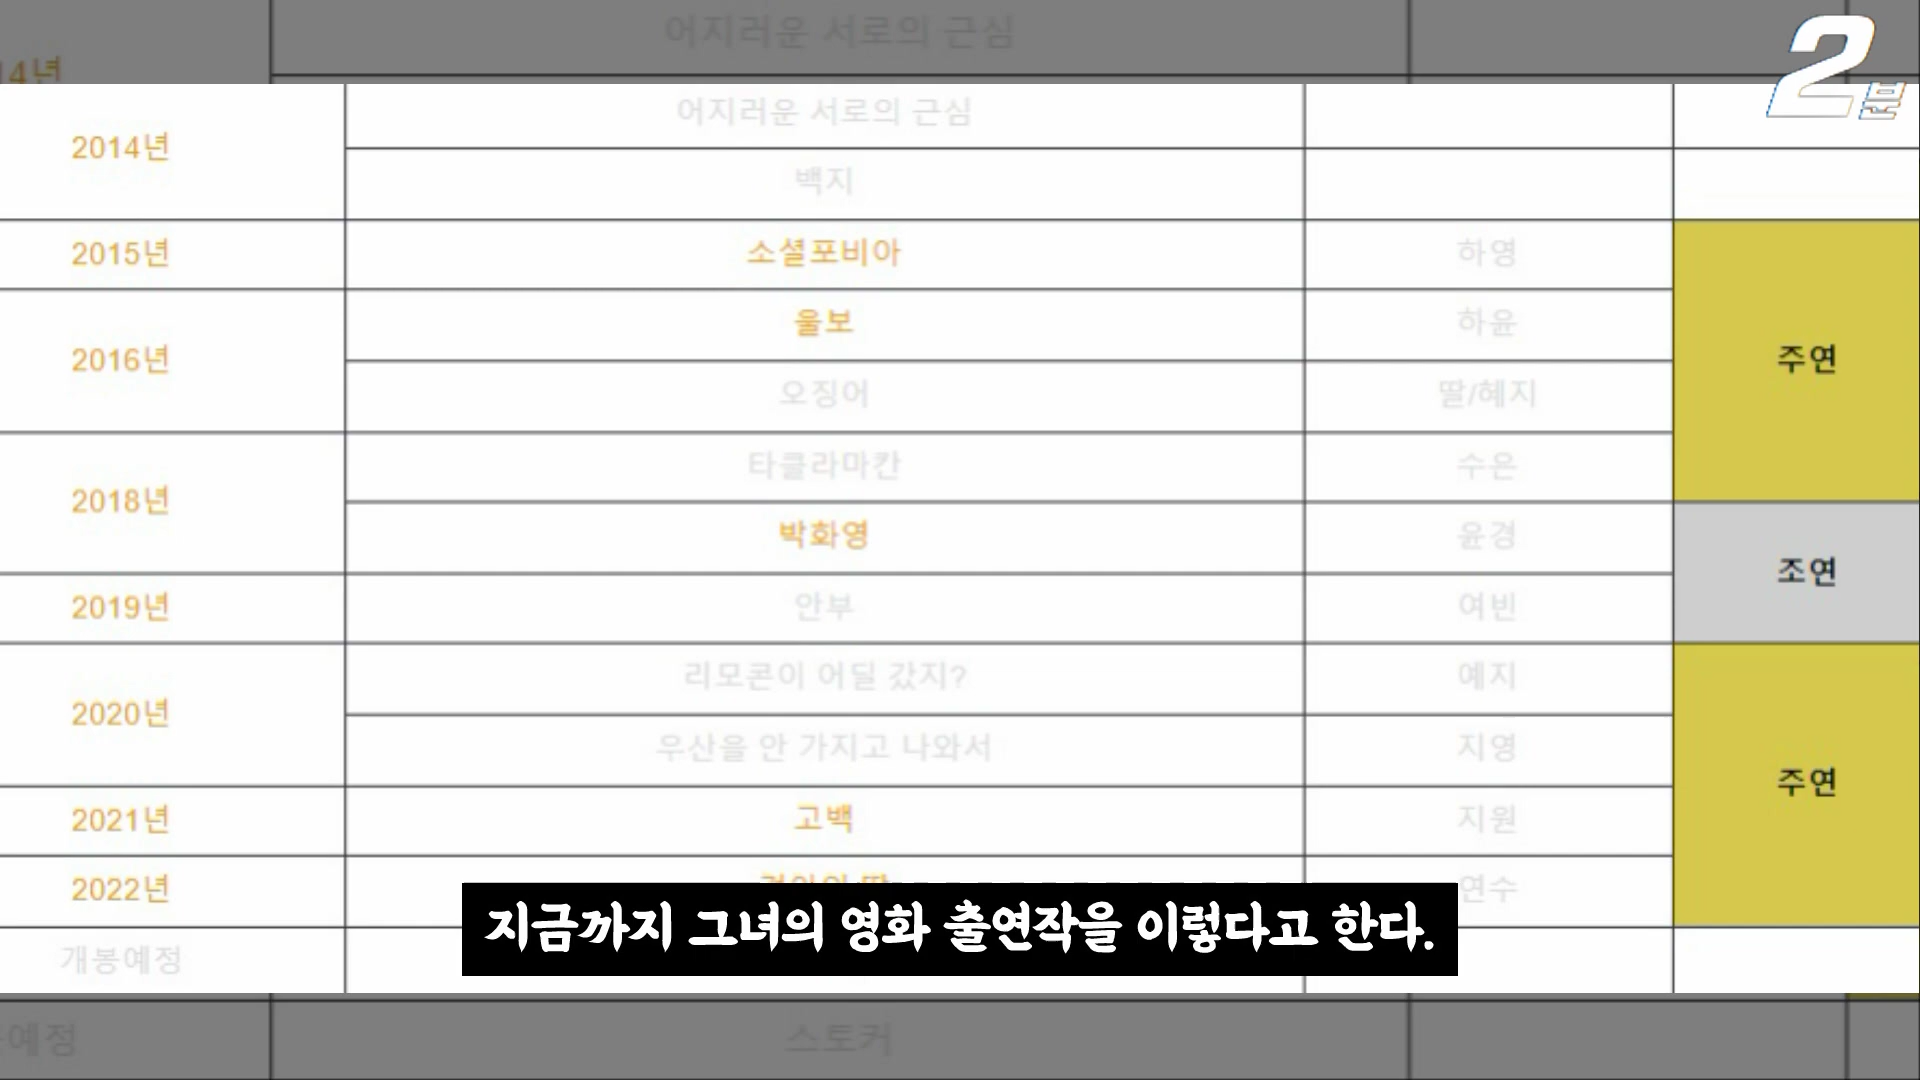 어지러운 서로의 근심
2분
2014년
어지러운 서로의 근심
백지
2015년
소셜포비아
하영
주연
2016년
울보
하윤
오징어
딸/혜지
2018년
타클라마칸
수은
박화영
윤경
조연
2019년
안부
여빈
2020년
리모콘이 어딜 갔지?
예지
주연
우산을 안 가지고 나와서
지영
2021년
고백
지원
2022년
연수
지금까지 그녀의 영화 출연작을 이렇다고 한다.
개봉예정
스토커